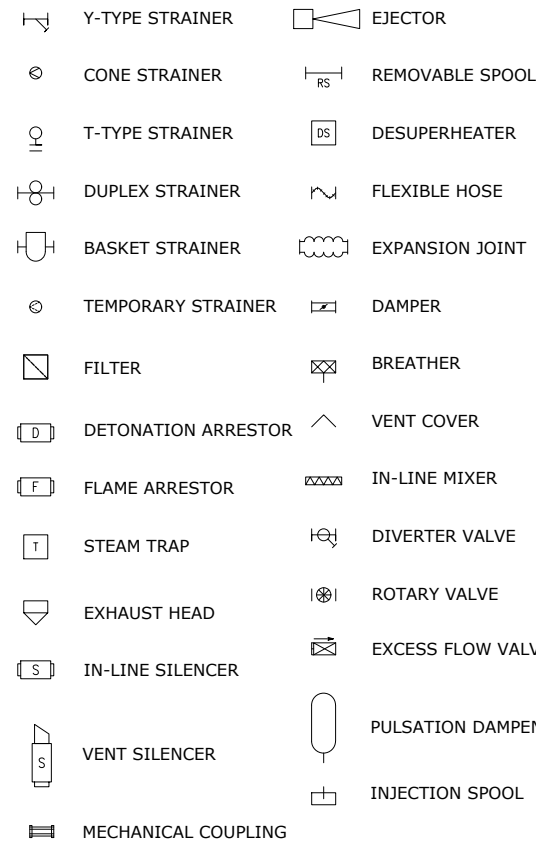 Y-TYPE STRAINER
CONE STRAINER
T-TYPE STRAINER
DUPLEX STRAINER
BASKET STRAINER
TEMPORARY STRAINER
FILTER
D DETONATION ARRESTOR
F FLAME ARRESTOR
T STEAM TRAP
EXHAUST HEAD
S IN-LINE SILENCER
S VENT SILENCER
MECHANICAL COUPLING
EJECTOR
RS REMOVABLE SPOOL
DS DESUPERHEATER
FLEXIBLE HOSE
EXPANSION JOINT
DAMPER
BREATHER
VENT COVER
IN-LINE MIXER
DIVERTER VALVE
ROTARY VALVE
EXCESS FLOW VALV
PULSATION DAMPEN
INJECTION SPOOL